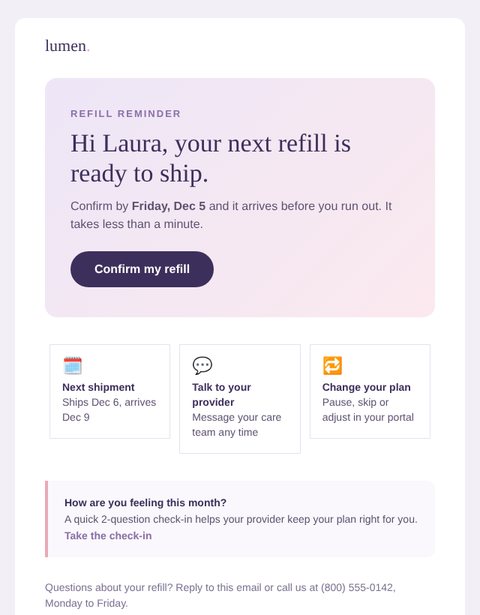 lumen.
REFILL REMINDER
Hi Laura, your next refill is
ready to ship.
Confirm by Friday, Dec 5 and it arrives before you run out. It
takes less than a minute.
Confirm my refill
Next shipment
Ships Dec 6, arrives
Dec 9
Talk to your
provider
Message your care
team any time
Change your plan
Pause, skip or
adjust in your portal
How are you feeling this month?
A quick 2-question check-in helps your provider keep your plan right for you.
Take the check-in
Questions about your refill? Reply to this email or call us at (800) 555-0142,
Monday to Friday.